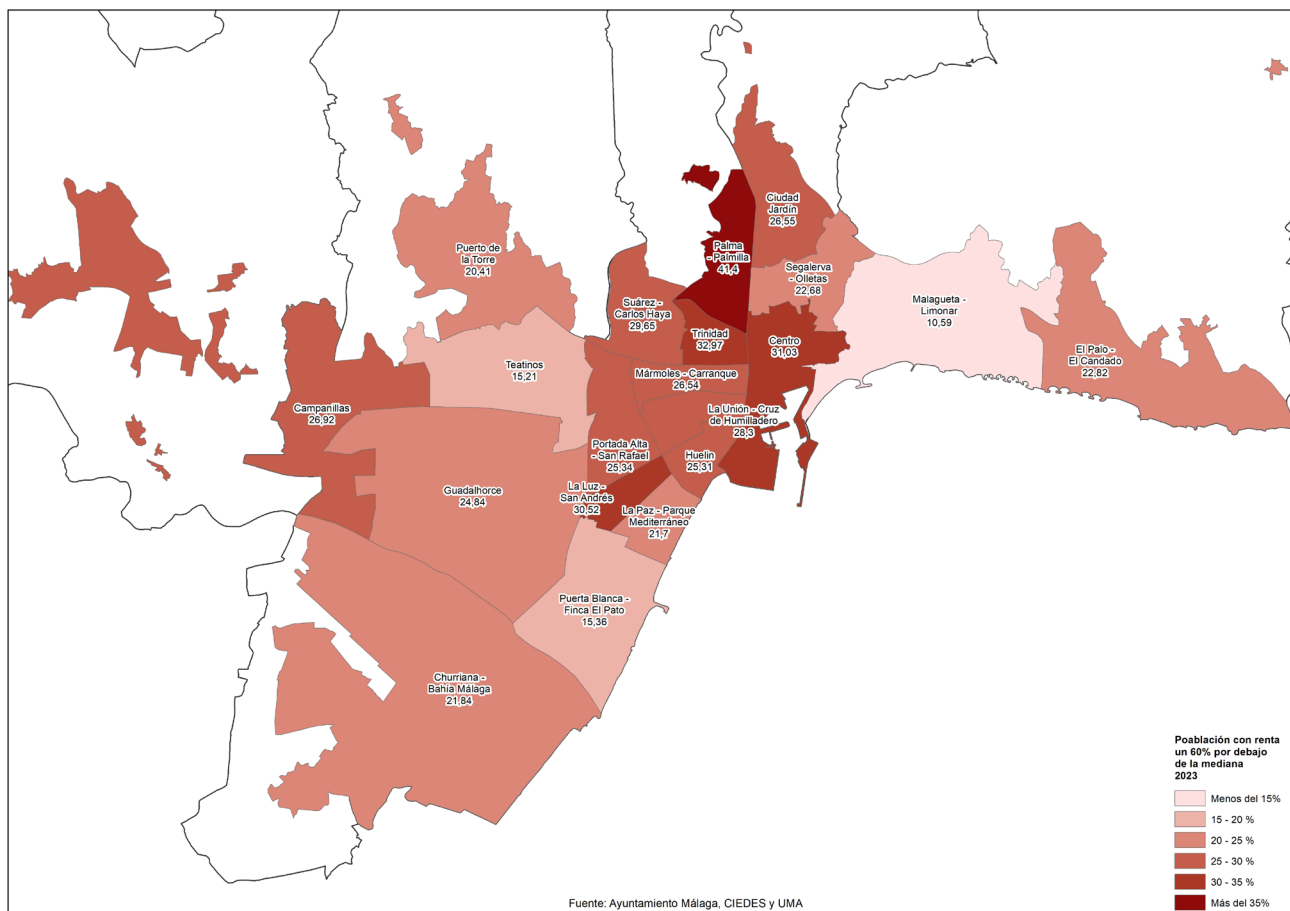 Ciudad
Jardín
26,55
Palma
- Palmilla
41,4
Puerto de
la Torre
20,41
Segalerva -
Olletas
22,68
Malagueta -
Limonar
10,59
Suárez -
Carlos Haya
29,65
Trinidad
32,97
Centro
31,03
El Palo -
El Candado
22,82
Teatinos
15,21
Mármoles - Carranque
26,54
Campanillas
26,92
La Unión - Cruz
de Humilladero
28,3
Portada Alta
- San Rafael
25,34
Huelin
25,31
Guadalhorce
24,84
La Luz -
San Andrés
30,52
La Paz - Parque
Mediterráneo
21,7
Puerta Blanca -
Finca El Pato
15,36
Churriana -
Bahía Málaga
21,84
Poablación con renta
un 60% por debajo
de la mediana
2023
Menos del 15%
15 - 20 %
20 - 25 %
25 - 30 %
30 - 35 %
Más del 35%
Fuente: Ayuntamiento Málaga, CIEDES y UMA